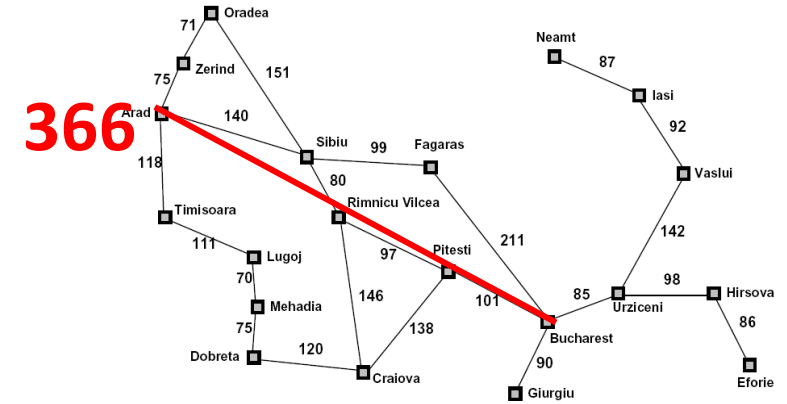 71
Oradea
Neamt
87
Zerind
75
151
Iasi
366
Arad
140
92
Sibiu
99
Fagaras
118
80
Vaslui
Rimnicu Vilcea
Timisoara
142
111
211
Lugoj
97
Pitesti
70
98
Hirsova
146
101
85
Mehadia
Urziceni
86
75
138
Bucharest
Dobreta
120
90
Craiova
Eforie
Giurgiu